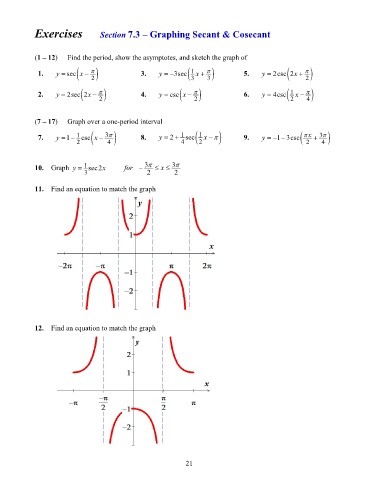 Exercises Section 7.3 – Graphing Secant & Cosecant
(1 – 12) Find the period, show the asymptotes, and sketch the graph of
1. y = sec(x − π/2) 3. y = −3sec(1/3 x + π/3) 5. y = 2csc(2x + π/2)
2. y = 2sec(2x − π/2) 4. y = csc(x − π/2) 6. y = 4csc(1/2 x − π/4)
(7 – 17) Graph over a one-period interval
7. y = 1 − 1/2 csc(x − 3π/4) 8. y = 2 + 1/4 sec(1/2 x − π) 9. y = −1 − 3csc(πx/2 + 3π/4)
10. Graph y = 1/3 sec 2x for −3π/2 ≤ x ≤ 3π/2
11. Find an equation to match the graph
y
2
1
x
−2π −π π 2π
−1
−2
12. Find an equation to match the graph
y
2
1
x
−π −π/2 π/2 π
−1
−2
21